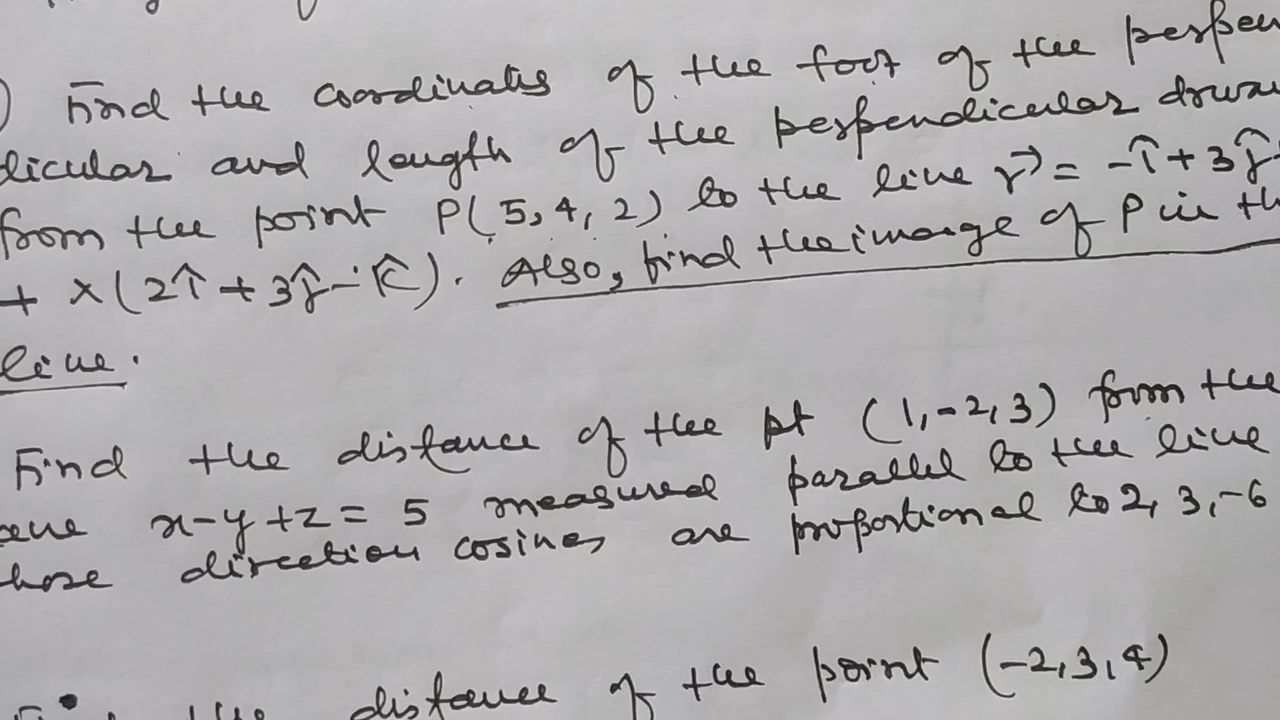 ) Find the coordinates of the foot of the perpen
dicular and length of the perpendicular drawn
from the point P(5,4,2) to the line r⃗ = -î+3ĵ
+ λ(2î+3ĵ-k̂). Also, find the image of P in the
line.
Find the distance of the pt (1,-2,3) from the
ane x-y+z=5 measured parallel to the line
hose direction cosines are proportional to 2, 3,-6
the distance of the point (-2,3,4)